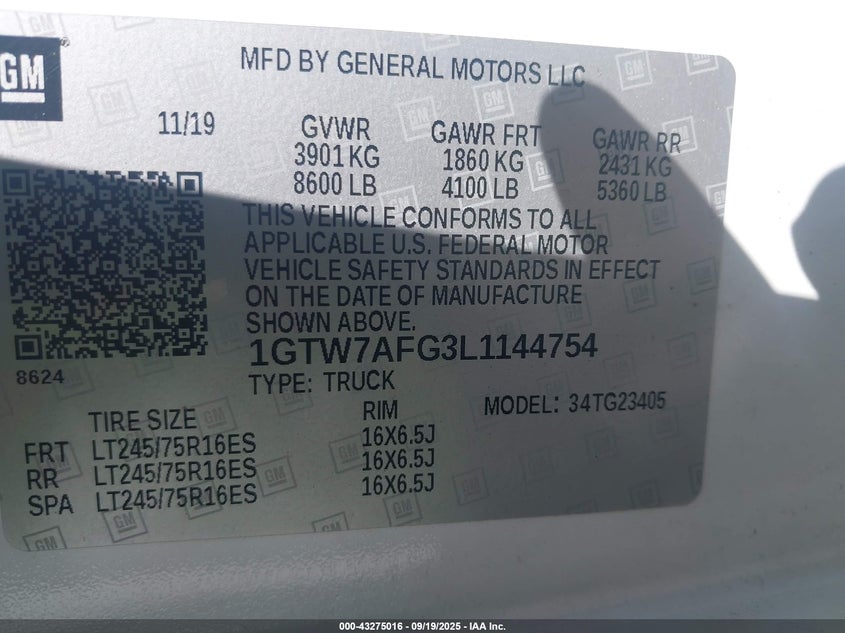 GM
MFD BY GENERAL MOTORS LLC
11/19 GVWR GAWR FRT GAWR RR
3901 KG 1860 KG 2431 KG
8600 LB 4100 LB 5360 LB
THIS VEHICLE CONFORMS TO ALL
APPLICABLE U.S. FEDERAL MOTOR
VEHICLE SAFETY STANDARDS IN EFFECT
ON THE DATE OF MANUFACTURE
SHOWN ABOVE.
1GTW7AFG3L1144754
8624 TYPE: TRUCK
TIRE SIZE RIM MODEL: 34TG23405
FRT LT245/75R16ES 16X6.5J
RR LT245/75R16ES 16X6.5J
SPA LT245/75R16ES 16X6.5J
000-43275016 - 09/19/2025 - IAA Inc.